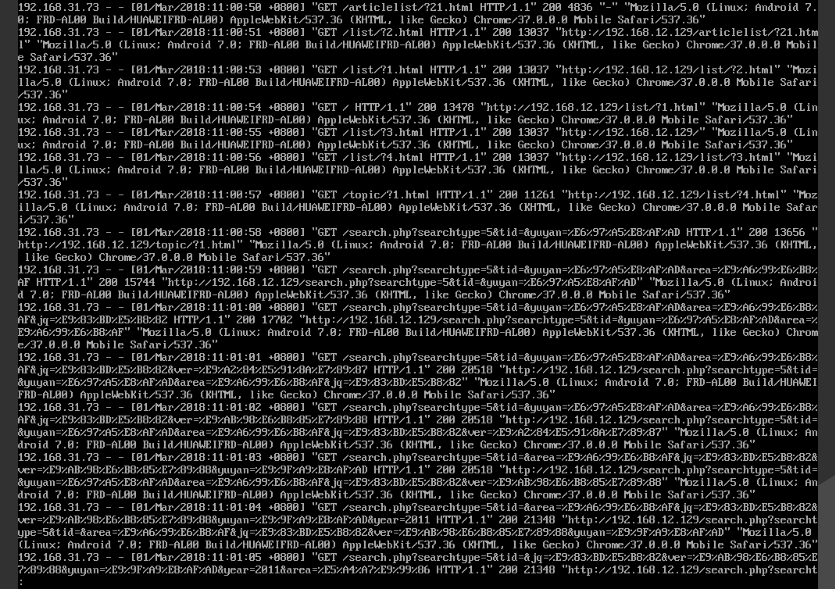 192.168.31.73 - - [01/Mar/2018:11:00:50 +0800] "GET /articlelist/?21.html HTTP/1.1" 200 4836 "-" "Mozilla/5.0 (Linux; Android 7.
0; FRD-AL00 Build/HUAWEIFRD-AL00) AppleWebKit/537.36 (KHTML, like Gecko) Chrome/37.0.0.0 Mobile Safari/537.36"
192.168.31.73 - - [01/Mar/2018:11:00:51 +0800] "GET /list/?2.html HTTP/1.1" 200 13037 "http://192.168.12.129/articlelist/?21.htm
l" "Mozilla/5.0 (Linux; Android 7.0; FRD-AL00 Build/HUAWEIFRD-AL00) AppleWebKit/537.36 (KHTML, like Gecko) Chrome/37.0.0.0 Mobil
e Safari/537.36"
192.168.31.73 - - [01/Mar/2018:11:00:53 +0800] "GET /list/?1.html HTTP/1.1" 200 13037 "http://192.168.12.129/list/?2.html" "Mozi
lla/5.0 (Linux; Android 7.0; FRD-AL00 Build/HUAWEIFRD-AL00) AppleWebKit/537.36 (KHTML, like Gecko) Chrome/37.0.0.0 Mobile Safari
/537.36"
192.168.31.73 - - [01/Mar/2018:11:00:54 +0800] "GET / HTTP/1.1" 200 13478 "http://192.168.12.129/list/?1.html" "Mozilla/5.0 (Lin
ux; Android 7.0; FRD-AL00 Build/HUAWEIFRD-AL00) AppleWebKit/537.36 (KHTML, like Gecko) Chrome/37.0.0.0 Mobile Safari/537.36"
192.168.31.73 - - [01/Mar/2018:11:00:55 +0800] "GET /list/?3.html HTTP/1.1" 200 13037 "http://192.168.12.129/" "Mozilla/5.0 (Lin
ux; Android 7.0; FRD-AL00 Build/HUAWEIFRD-AL00) AppleWebKit/537.36 (KHTML, like Gecko) Chrome/37.0.0.0 Mobile Safari/537.36"
192.168.31.73 - - [01/Mar/2018:11:00:56 +0800] "GET /list/?4.html HTTP/1.1" 200 13037 "http://192.168.12.129/list/?3.html" "Mozi
lla/5.0 (Linux; Android 7.0; FRD-AL00 Build/HUAWEIFRD-AL00) AppleWebKit/537.36 (KHTML, like Gecko) Chrome/37.0.0.0 Mobile Safari
/537.36"
192.168.31.73 - - [01/Mar/2018:11:00:57 +0800] "GET /topic/?1.html HTTP/1.1" 200 11261 "http://192.168.12.129/list/?4.html" "Moz
illa/5.0 (Linux; Android 7.0; FRD-AL00 Build/HUAWEIFRD-AL00) AppleWebKit/537.36 (KHTML, like Gecko) Chrome/37.0.0.0 Mobile Safar
i/537.36"
192.168.31.73 - - [01/Mar/2018:11:00:58 +0800] "GET /search.php?searchtype=5&tid=&yuyan=%E6%97%A5%E8%AF%AD HTTP/1.1" 200 13656 "
http://192.168.12.129/topic/?1.html" "Mozilla/5.0 (Linux; Android 7.0; FRD-AL00 Build/HUAWEIFRD-AL00) AppleWebKit/537.36 (KHTML,
 like Gecko) Chrome/37.0.0.0 Mobile Safari/537.36"
192.168.31.73 - - [01/Mar/2018:11:00:59 +0800] "GET /search.php?searchtype=5&tid=&yuyan=%E6%97%A5%E8%AF%AD&area=%E9%A6%99%E6%B8%
AF HTTP/1.1" 200 15744 "http://192.168.12.129/search.php?searchtype=5&tid=&yuyan=%E6%97%A5%E8%AF%AD" "Mozilla/5.0 (Linux; Androi
d 7.0; FRD-AL00 Build/HUAWEIFRD-AL00) AppleWebKit/537.36 (KHTML, like Gecko) Chrome/37.0.0.0 Mobile Safari/537.36"
192.168.31.73 - - [01/Mar/2018:11:01:00 +0800] "GET /search.php?searchtype=5&tid=&yuyan=%E6%97%A5%E8%AF%AD&area=%E9%A6%99%E6%B8%
AF&jq=%E9%83%BD%E5%B8%82 HTTP/1.1" 200 17702 "http://192.168.12.129/search.php?searchtype=5&tid=&yuyan=%E6%97%A5%E8%AF%AD&area=%
E9%A6%99%E6%B8%AF" "Mozilla/5.0 (Linux; Android 7.0; FRD-AL00 Build/HUAWEIFRD-AL00) AppleWebKit/537.36 (KHTML, like Gecko) Chrom
e/37.0.0.0 Mobile Safari/537.36"
192.168.31.73 - - [01/Mar/2018:11:01:01 +0800] "GET /search.php?searchtype=5&tid=&yuyan=%E6%97%A5%E8%AF%AD&area=%E9%A6%99%E6%B8%
AF&jq=%E9%83%BD%E5%B8%82&ver=%E9%A2%84%E5%91%8A%E7%89%87 HTTP/1.1" 200 20518 "http://192.168.12.129/search.php?searchtype=5&tid=
&yuyan=%E6%97%A5%E8%AF%AD&area=%E9%A6%99%E6%B8%AF&jq=%E9%83%BD%E5%B8%82" "Mozilla/5.0 (Linux; Android 7.0; FRD-AL00 Build/HUAWEI
FRD-AL00) AppleWebKit/537.36 (KHTML, like Gecko) Chrome/37.0.0.0 Mobile Safari/537.36"
192.168.31.73 - - [01/Mar/2018:11:01:02 +0800] "GET /search.php?searchtype=5&tid=&yuyan=%E6%97%A5%E8%AF%AD&area=%E9%A6%99%E6%B8%
AF&jq=%E9%83%BD%E5%B8%82&ver=%E9%AB%98%E6%B8%85%E7%89%88 HTTP/1.1" 200 20518 "http://192.168.12.129/search.php?searchtype=5&tid=
&yuyan=%E6%97%A5%E8%AF%AD&area=%E9%A6%99%E6%B8%AF&jq=%E9%83%BD%E5%B8%82&ver=%E9%A2%84%E5%91%8A%E7%89%87" "Mozilla/5.0 (Linux; An
droid 7.0; FRD-AL00 Build/HUAWEIFRD-AL00) AppleWebKit/537.36 (KHTML, like Gecko) Chrome/37.0.0.0 Mobile Safari/537.36"
192.168.31.73 - - [01/Mar/2018:11:01:03 +0800] "GET /search.php?searchtype=5&tid=&area=%E9%A6%99%E6%B8%AF&jq=%E9%83%BD%E5%B8%82&
ver=%E9%AB%98%E6%B8%85%E7%89%88&yuyan=%E9%9F%A9%E8%AF%AD HTTP/1.1" 200 20518 "http://192.168.12.129/search.php?searchtype=5&tid=
&yuyan=%E6%97%A5%E8%AF%AD&area=%E9%A6%99%E6%B8%AF&jq=%E9%83%BD%E5%B8%82&ver=%E9%AB%98%E6%B8%85%E7%89%88" "Mozilla/5.0 (Linux; An
droid 7.0; FRD-AL00 Build/HUAWEIFRD-AL00) AppleWebKit/537.36 (KHTML, like Gecko) Chrome/37.0.0.0 Mobile Safari/537.36"
192.168.31.73 - - [01/Mar/2018:11:01:04 +0800] "GET /search.php?searchtype=5&tid=&area=%E9%A6%99%E6%B8%AF&jq=%E9%83%BD%E5%B8%82&
ver=%E9%AB%98%E6%B8%85%E7%89%88&yuyan=%E9%9F%A9%E8%AF%AD&year=2011 HTTP/1.1" 200 21348 "http://192.168.12.129/search.php?searcht
ype=5&tid=&area=%E9%A6%99%E6%B8%AF&jq=%E9%83%BD%E5%B8%82&ver=%E9%AB%98%E6%B8%85%E7%89%88&yuyan=%E9%9F%A9%E8%AF%AD" "Mozilla/5.0 
(Linux; Android 7.0; FRD-AL00 Build/HUAWEIFRD-AL00) AppleWebKit/537.36 (KHTML, like Gecko) Chrome/37.0.0.0 Mobile Safari/537.36"
192.168.31.73 - - [01/Mar/2018:11:01:05 +0800] "GET /search.php?searchtype=5&tid=&jq=%E9%83%BD%E5%B8%82&ver=%E9%AB%98%E6%B8%85%E
7%89%88&yuyan=%E9%9F%A9%E8%AF%AD&year=2011&area=%E5%A4%A7%E9%99%86 HTTP/1.1" 200 21348 "http://192.168.12.129/search.php?searcht
: